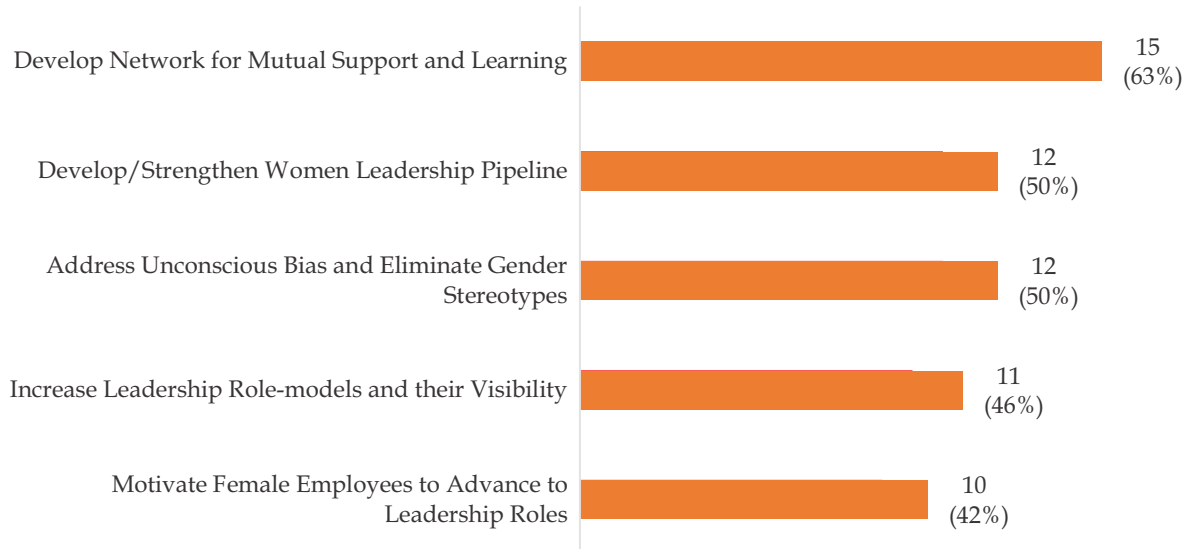 Develop Network for Mutual Support and Learning
15
(63%)
Develop/Strengthen Women Leadership Pipeline
12
(50%)
Address Unconscious Bias and Eliminate Gender
Stereotypes
12
(50%)
Increase Leadership Role-models and their Visibility
11
(46%)
Motivate Female Employees to Advance to
Leadership Roles
10
(42%)